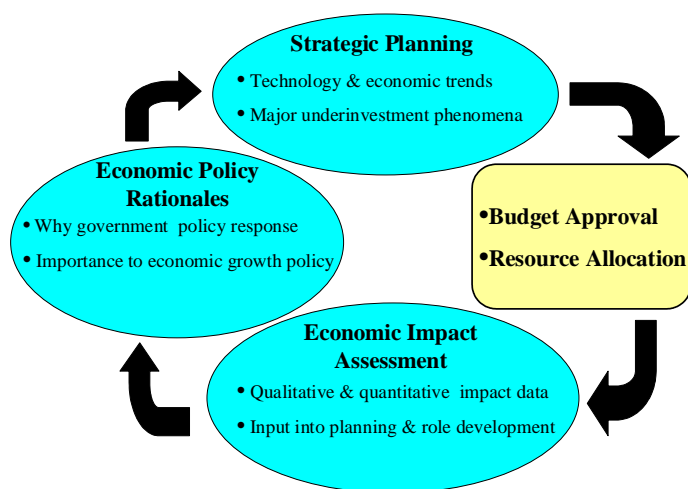 Strategic Planning
• Technology & economic trends
• Major underinvestment phenomena
Economic Policy
Rationales
• Why government policy response
• Importance to economic growth policy
•Budget Approval
•Resource Allocation
Economic Impact
Assessment
• Qualitative & quantitative impact data
• Input into planning & role development